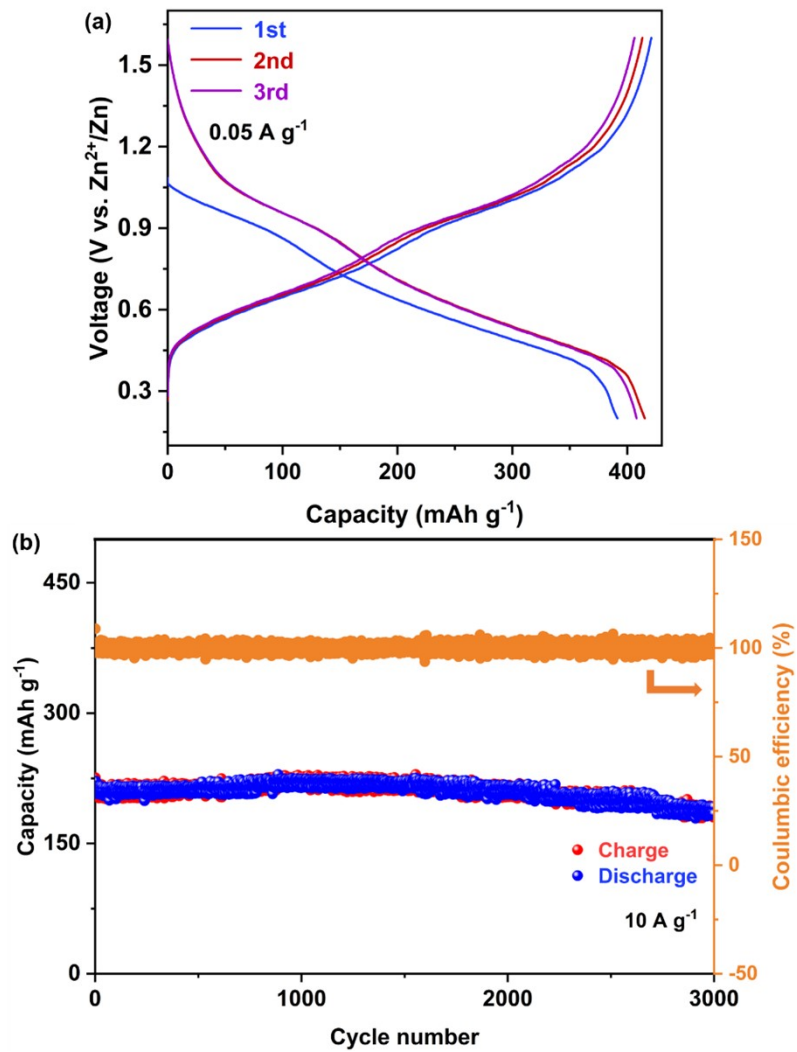 (a)
1st
2nd
3rd
0.05 A g⁻¹
Voltage (V vs. Zn²⁺/Zn)
1.5
1.2
0.9
0.6
0.3
0 100 200 300 400
Capacity (mAh g⁻¹)
(b)
Capacity (mAh g⁻¹)
450
300
150
0
150
100
50
0
-50
Coulumbic efficiency (%)
Charge
Discharge
10 A g⁻¹
0 1000 2000 3000
Cycle number